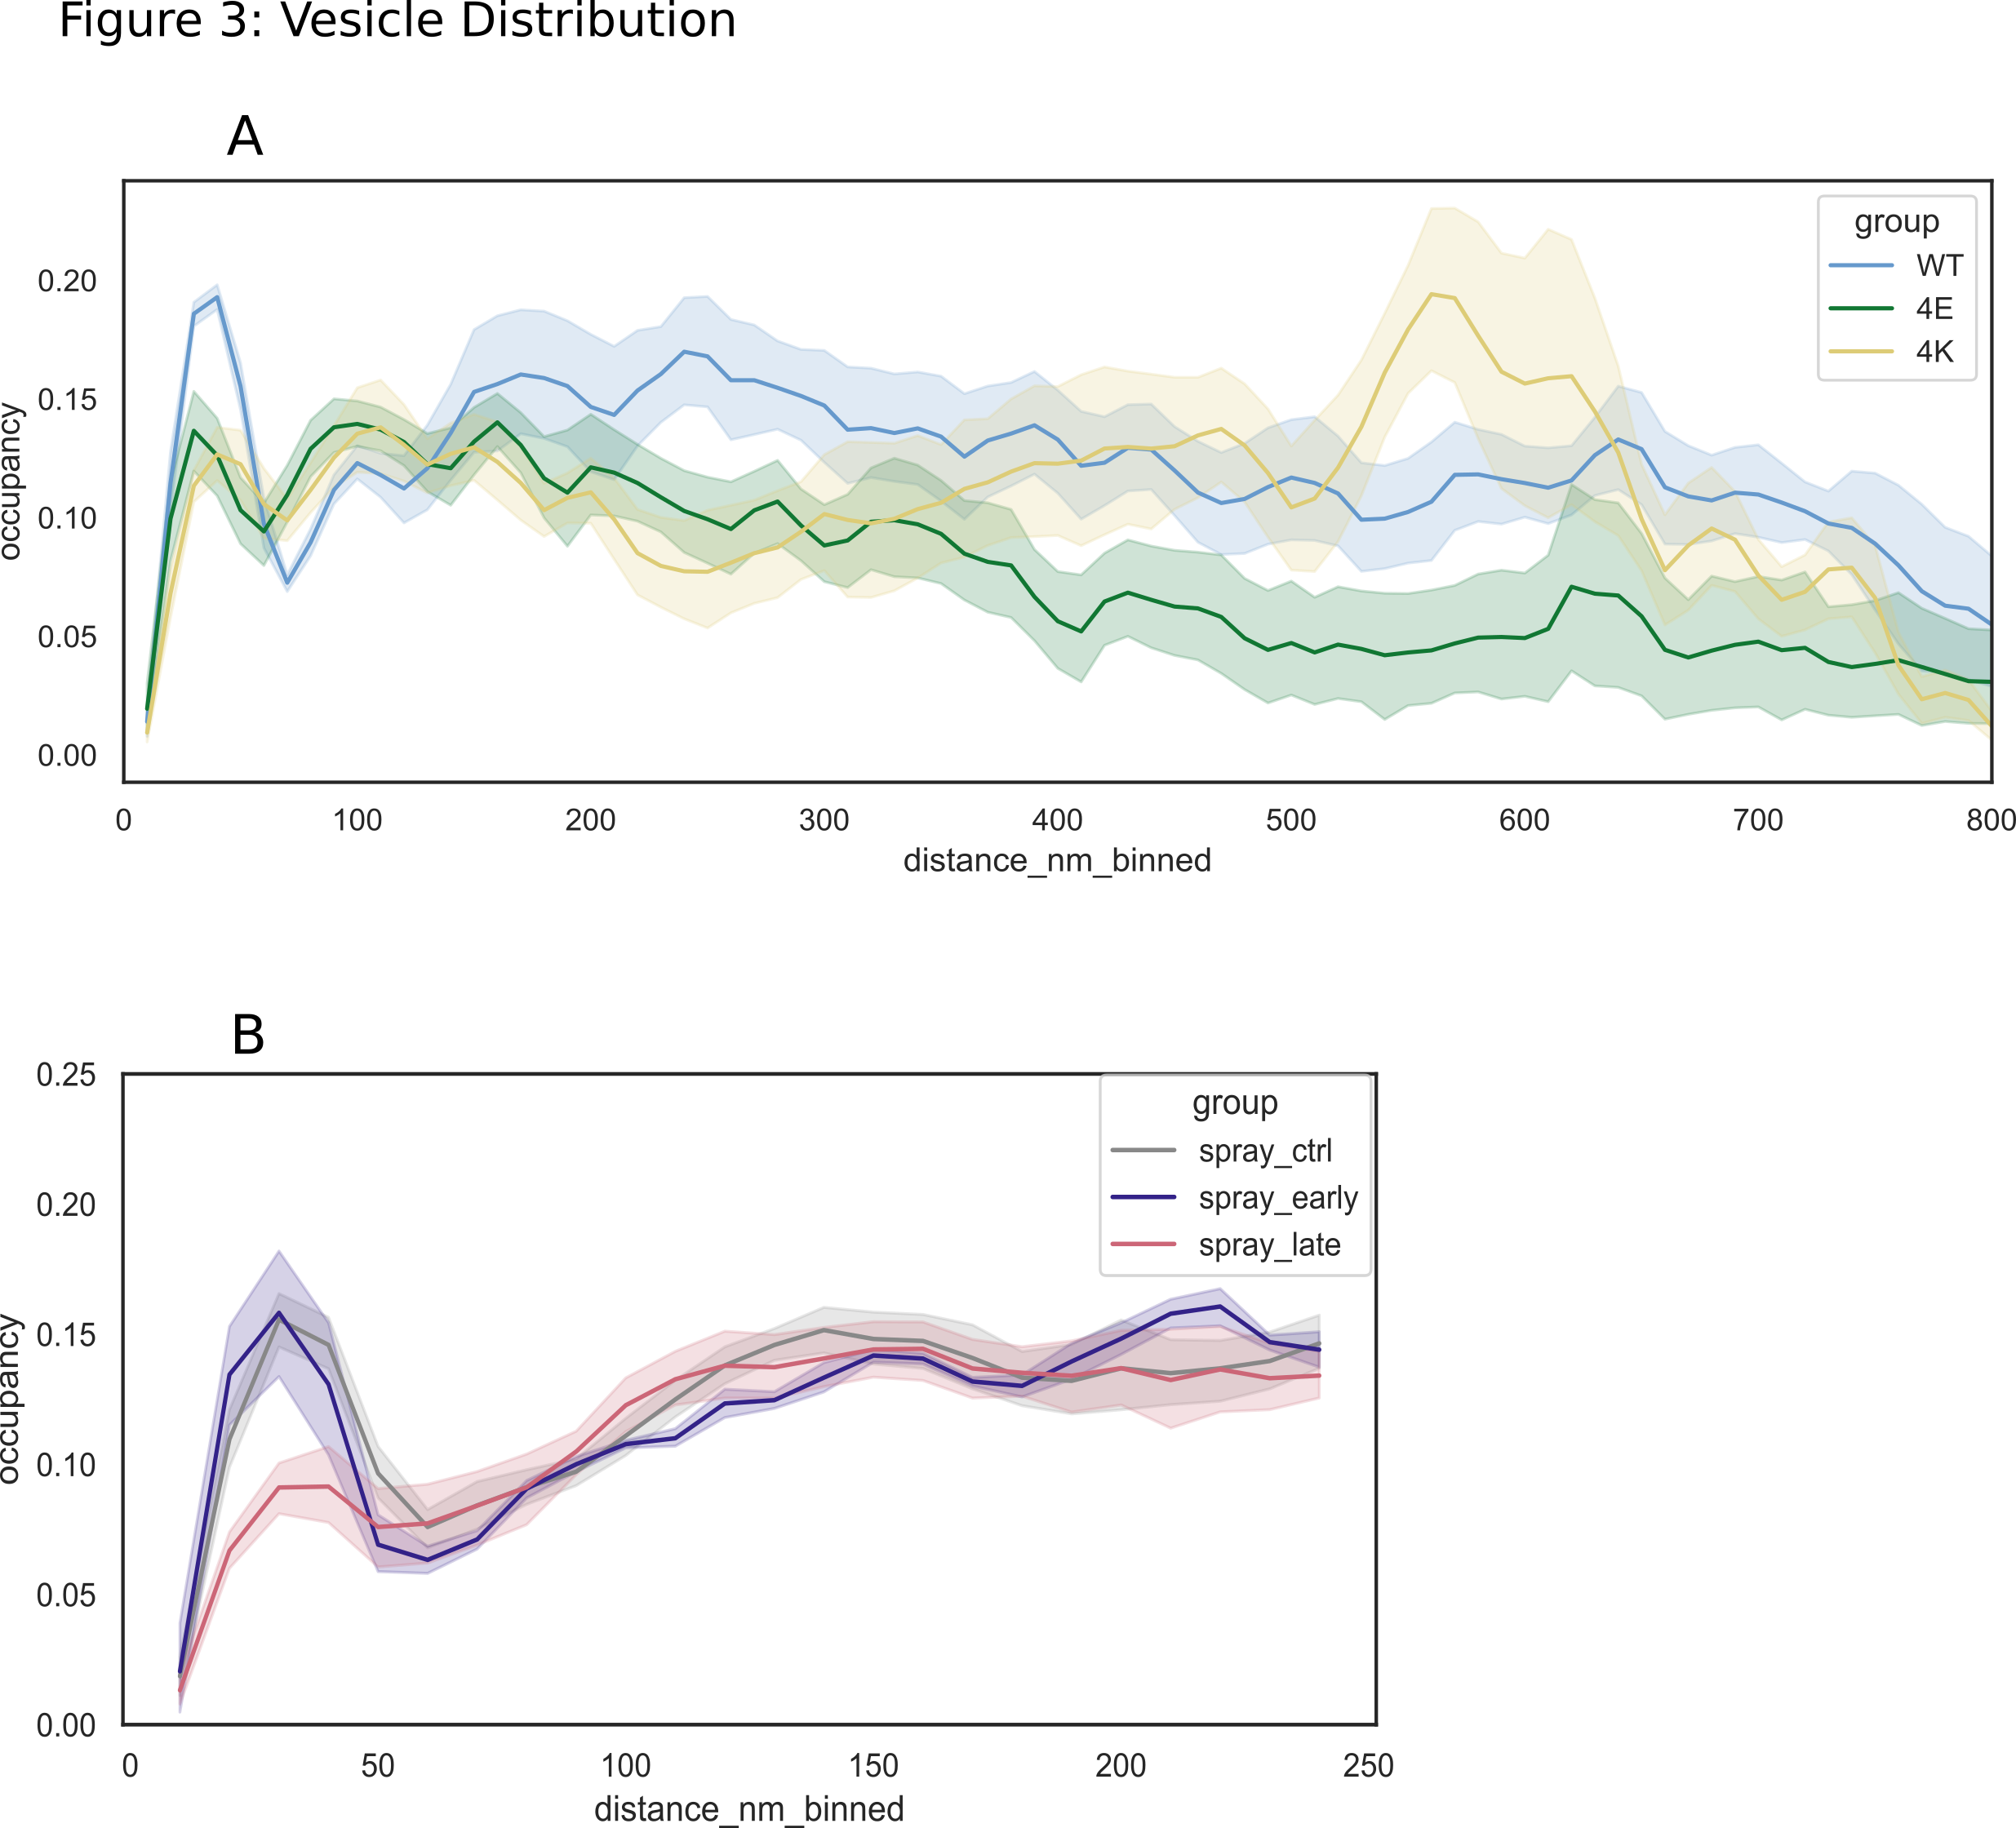 Figure 3: Vesicle Distribution
A
group
WT
4E
4K
0.20
0.15
0.10
0.05
0.00
occupancy
0 100 200 300 400 500 600 700 800
distance_nm_binned
B
group
spray_ctrl
spray_early
spray_late
0.25
0.20
0.15
0.10
0.05
0.00
occupancy
0 50 100 150 200 250
distance_nm_binned